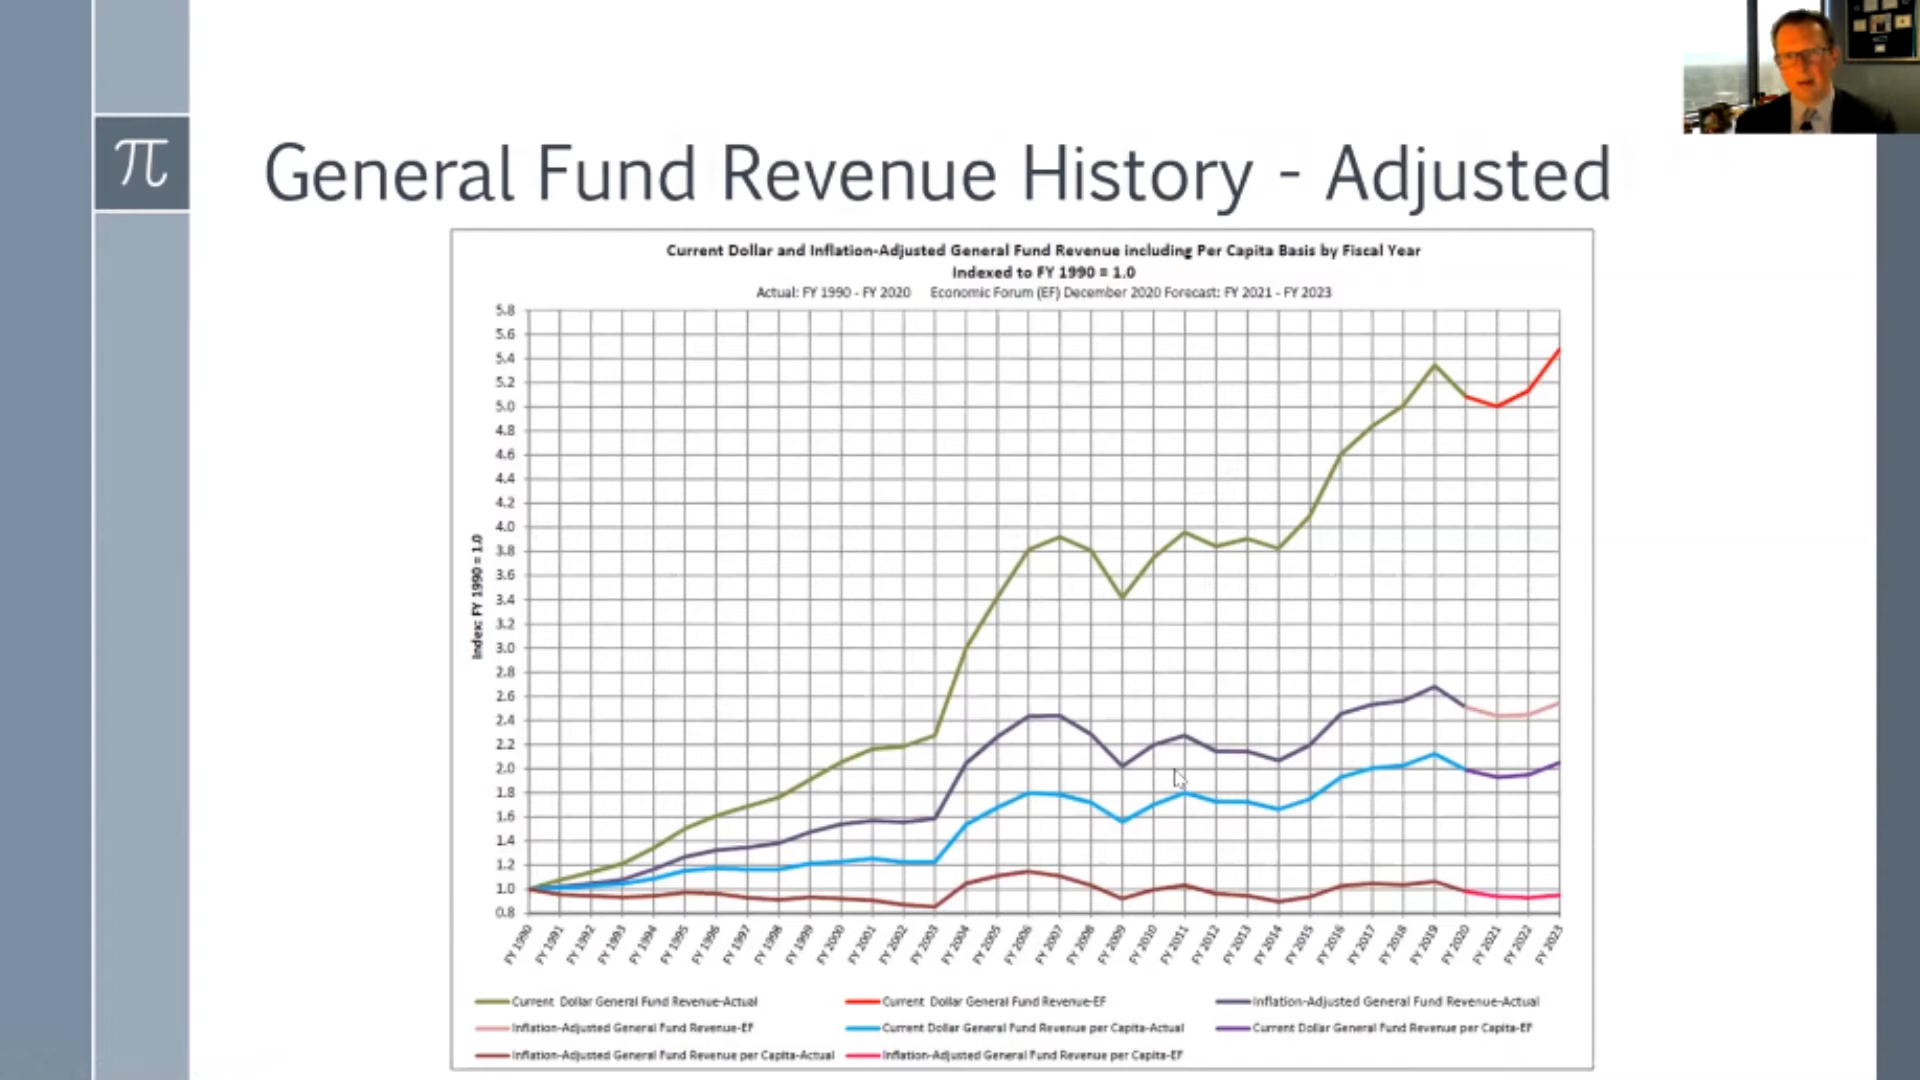 π
General Fund Revenue History - Adjusted
Current Dollar and Inflation-Adjusted General Fund Revenue including Per Capita Basis by Fiscal Year
Indexed to FY 1990 = 1.0
Actual: FY 1990 - FY 2020 Economic Forum (EF) December 2020 Forecast: FY 2021 - FY 2023
Index: FY 1990 = 1.0
5.8
5.6
5.4
5.2
5.0
4.8
4.6
4.4
4.2
4.0
3.8
3.6
3.4
3.2
3.0
2.8
2.6
2.4
2.2
2.0
1.8
1.6
1.4
1.2
1.0
0.8
FY 1990 FY 1991 FY 1992 FY 1993 FY 1994 FY 1995 FY 1996 FY 1997 FY 1998 FY 1999 FY 2000 FY 2001 FY 2002 FY 2003 FY 2004 FY 2005 FY 2006 FY 2007 FY 2008 FY 2009 FY 2010 FY 2011 FY 2012 FY 2013 FY 2014 FY 2015 FY 2016 FY 2017 FY 2018 FY 2019 FY 2020 FY 2021 FY 2022 FY 2023
Current Dollar General Fund Revenue-Actual Current Dollar General Fund Revenue-EF Inflation-Adjusted General Fund Revenue-Actual
Inflation-Adjusted General Fund Revenue-EF Current Dollar General Fund Revenue per Capita-Actual Current Dollar General Fund Revenue per Capita-EF
Inflation-Adjusted General Fund Revenue per Capita-Actual Inflation-Adjusted General Fund Revenue per Capita-EF